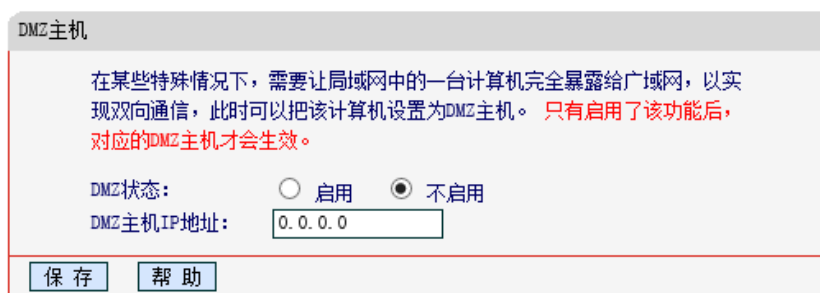 DMZ主机
在某些特殊情况下，需要让局域网中的一台计算机完全暴露给广域网，以实
现双向通信，此时可以把该计算机设置为DMZ主机。 只有启用了该功能后，
对应的DMZ主机才会生效。
DMZ状态： 启用 不启用
DMZ主机IP地址： 0.0.0.0
保 存 帮 助